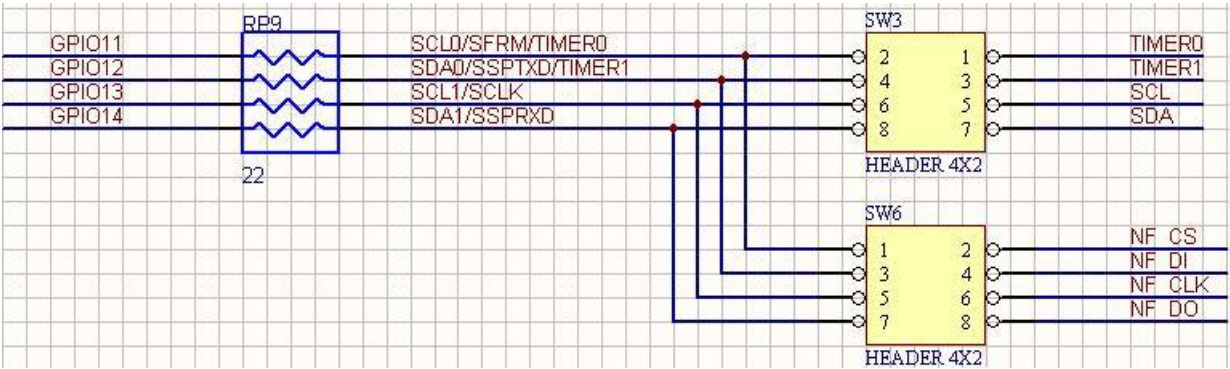 RP9
SW3
GPIO11 SCL0/SFRM/TIMER0 2 1 TIMER0
GPIO12 SDA0/SSPTXD/TIMER1 4 3 TIMER1
GPIO13 SCL1/SCLK 6 5 SCL
GPIO14 SDA1/SSPRXD 8 7 SDA
22
HEADER 4X2
SW6
1 2 NF CS
3 4 NF DI
5 6 NF CLK
7 8 NF DO
HEADER 4X2